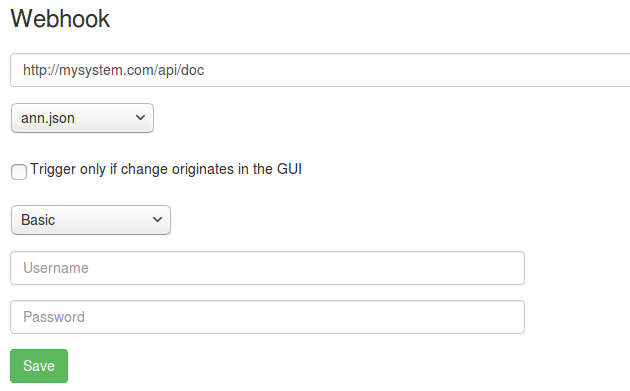 Webhook
http://mysystem.com/api/doc
ann.json
Trigger only if change originates in the GUI
Basic
Username
Password
Save